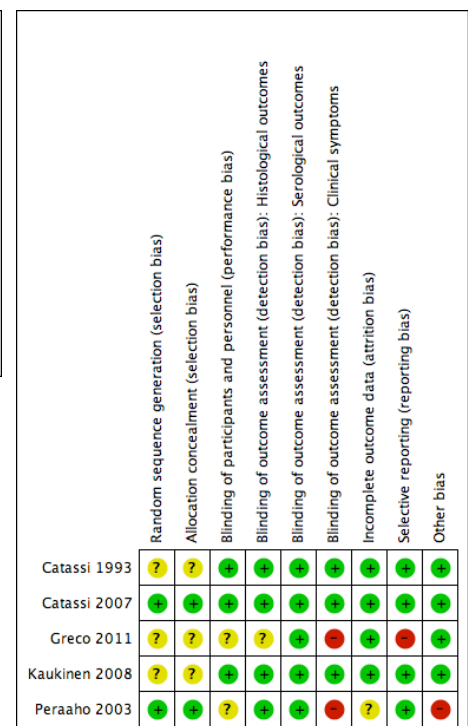 Random sequence generation (selection bias)
Allocation concealment (selection bias)
Blinding of participants and personnel (performance bias)
Blinding of outcome assessment (detection bias): Histological outcomes
Blinding of outcome assessment (detection bias): Serological outcomes
Blinding of outcome assessment (detection bias): Clinical symptoms
Incomplete outcome data (attrition bias)
Selective reporting (reporting bias)
Other bias
Catassi 1993 ? ? + + + + + + +
Catassi 2007 + + + + + + + + +
Greco 2011 ? ? ? ? + - + - +
Kaukinen 2008 ? ? + + + + + + +
Peraaho 2003 + + ? + + - ? + -